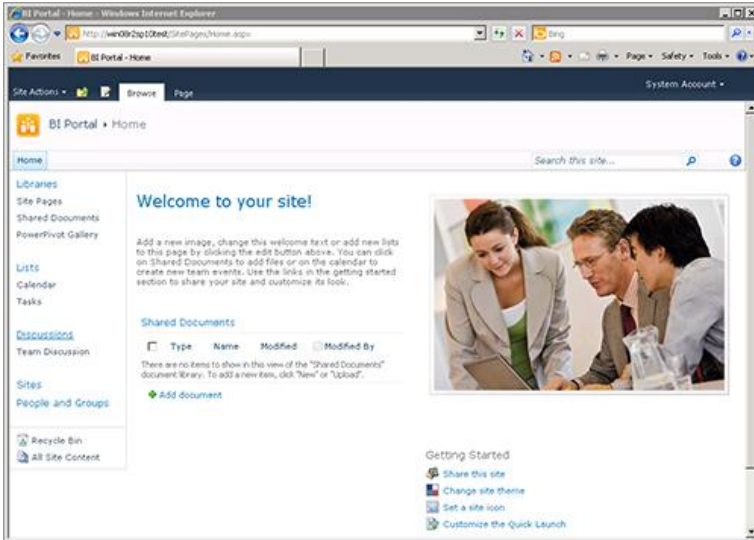 BI Portal - Home - Windows Internet Explorer
http://win08r2sp10test/SitePages/Home.aspx
Bing
Favorites BI Portal - Home
Page Safety Tools
Site Actions Browse Page System Account
BI Portal Home
Home Search this site...
Libraries
Site Pages
Shared Documents
PowerPivot Gallery
Lists
Calendar
Tasks
Discussions
Team Discussion
Sites
People and Groups
Recycle Bin
All Site Content
Welcome to your site!
Add a new image, change this welcome text or add new lists
to this page by clicking the edit button above. You can click
on Shared Documents to add files or on the calendar to
create new team events. Use the links in the getting started
section to share your site and customize its look.
Shared Documents
Type Name Modified Modified By
There are no items to show in this view of the "Shared Documents"
document library. To add a new item, click "New" or "Upload".
Add document
Getting Started
Share this site
Change site theme
Set a site icon
Customize the Quick Launch